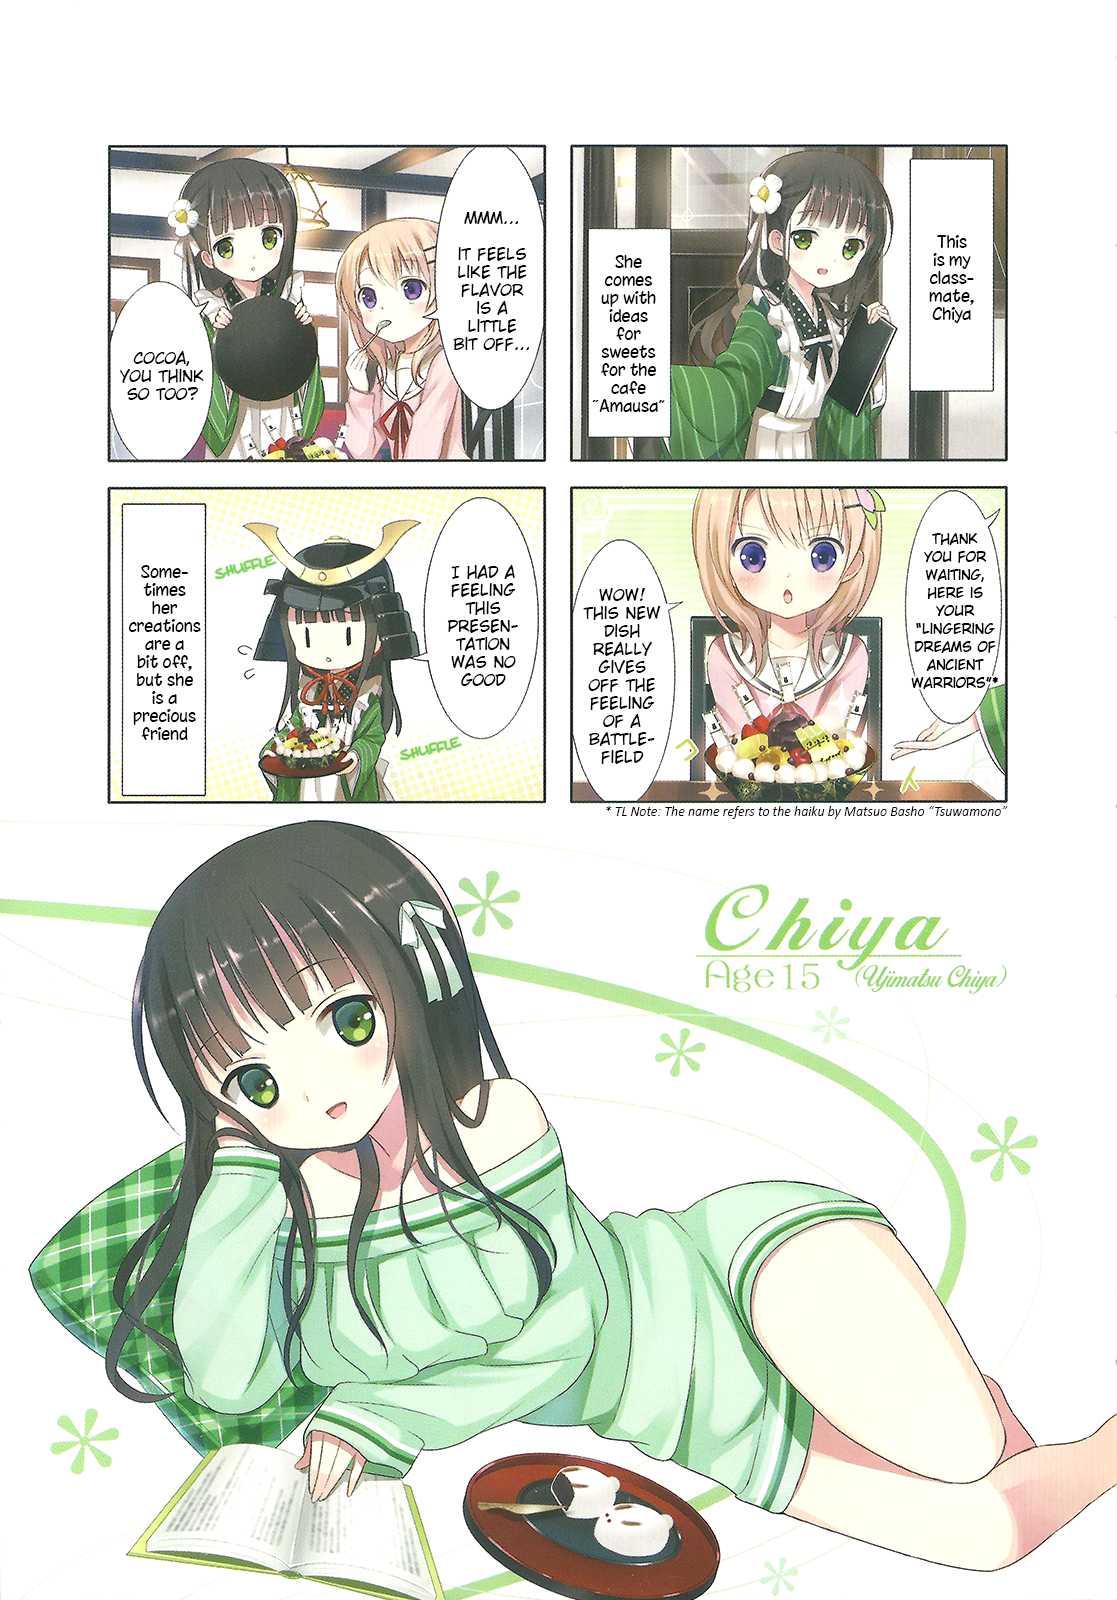 This
is my
class-
mate,
Chiya
She
comes
up with
ideas
for
sweets
for the
cafe
"Amausa"
THANK
YOU FOR
WAITING,
HERE IS
YOUR
"LINGERING
DREAMS OF
ANCIENT
WARRIORS"*
WOW!
THIS NEW
DISH
REALLY
GIVES
OFF THE
FEELING
OF A
BATTLE-
FIELD
* TL Note: The name refers to the haiku by Matsuo Basho "Tsuwamono"
MMM...
IT FEELS
LIKE THE
FLAVOR
IS A
LITTLE
BIT OFF...
COCOA,
YOU THINK
SO TOO?
I HAD A
FEELING
THIS
PRESEN-
TATION
WAS NO
GOOD
SHUFFLE
SHUFFLE
Some-
times
her
creations
are a
bit off,
but she
is a
precious
friend
Chiya
Age 15 (Ujimatsu Chiya)